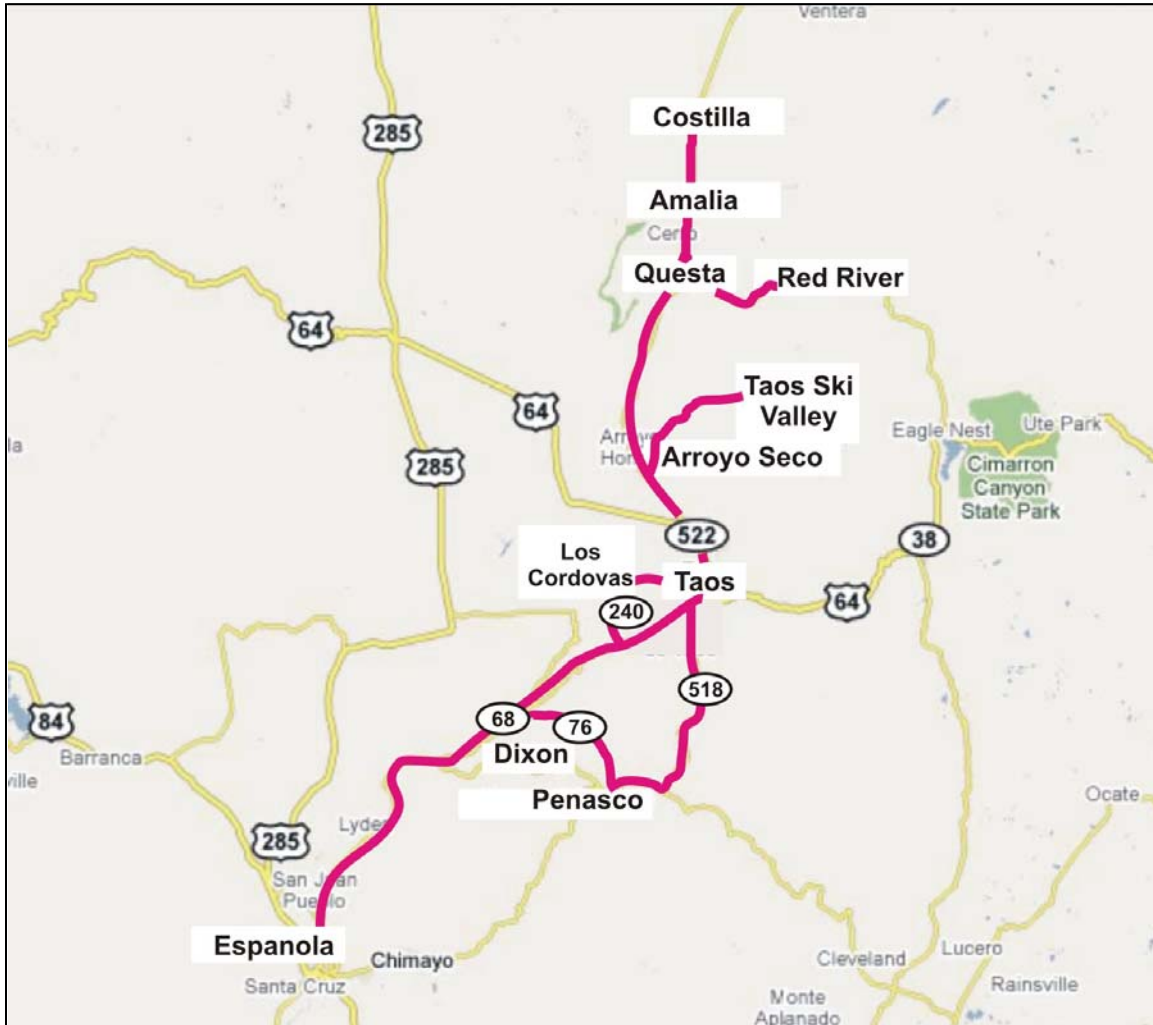 Ventera
285
Costilla
Amalia
Cerro
Questa
Red River
64
Taos Ski
Valley
64
Eagle Nest
Ute Park
Arroyo Seco
285
Cimarron
Canyon
State Park
522
38
Los
Cordovas
Taos
64
240
518
68
76
84
Dixon
Barranca
Penasco
Ocate
285
San Juan
Pueblo
Espanola
Chimayo
Cleveland
Lucero
Santa Cruz
Rainsville
Monte
Aplanado